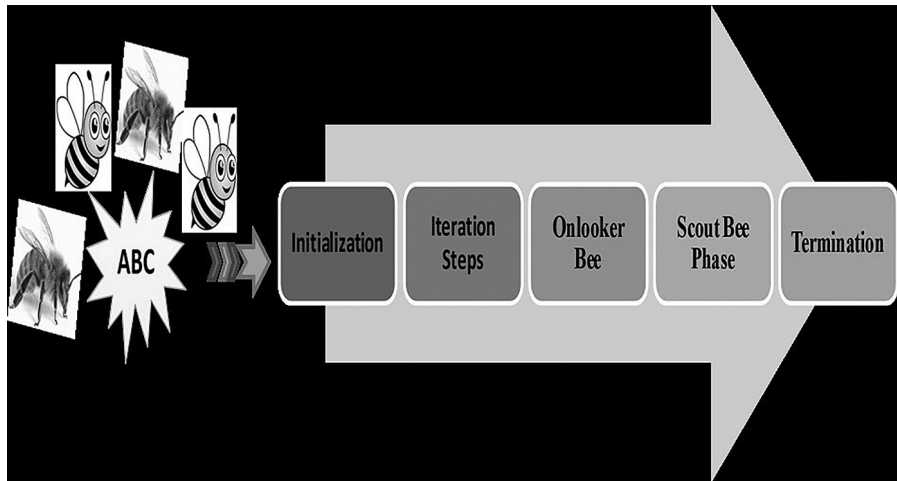 ABC
Initialization
Iteration
Steps
Onlooker
Bee
Scout Bee
Phase
Termination